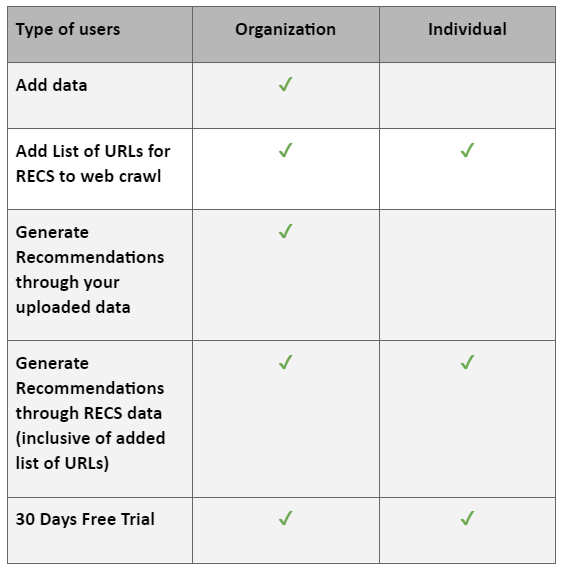 Type of users Organization Individual
Add data ✓
Add List of URLs for ✓ ✓
RECS to web crawl
Generate ✓
Recommendations
through your
uploaded data
Generate ✓ ✓
Recommendations
through RECS data
(inclusive of added
list of URLs)
30 Days Free Trial ✓ ✓